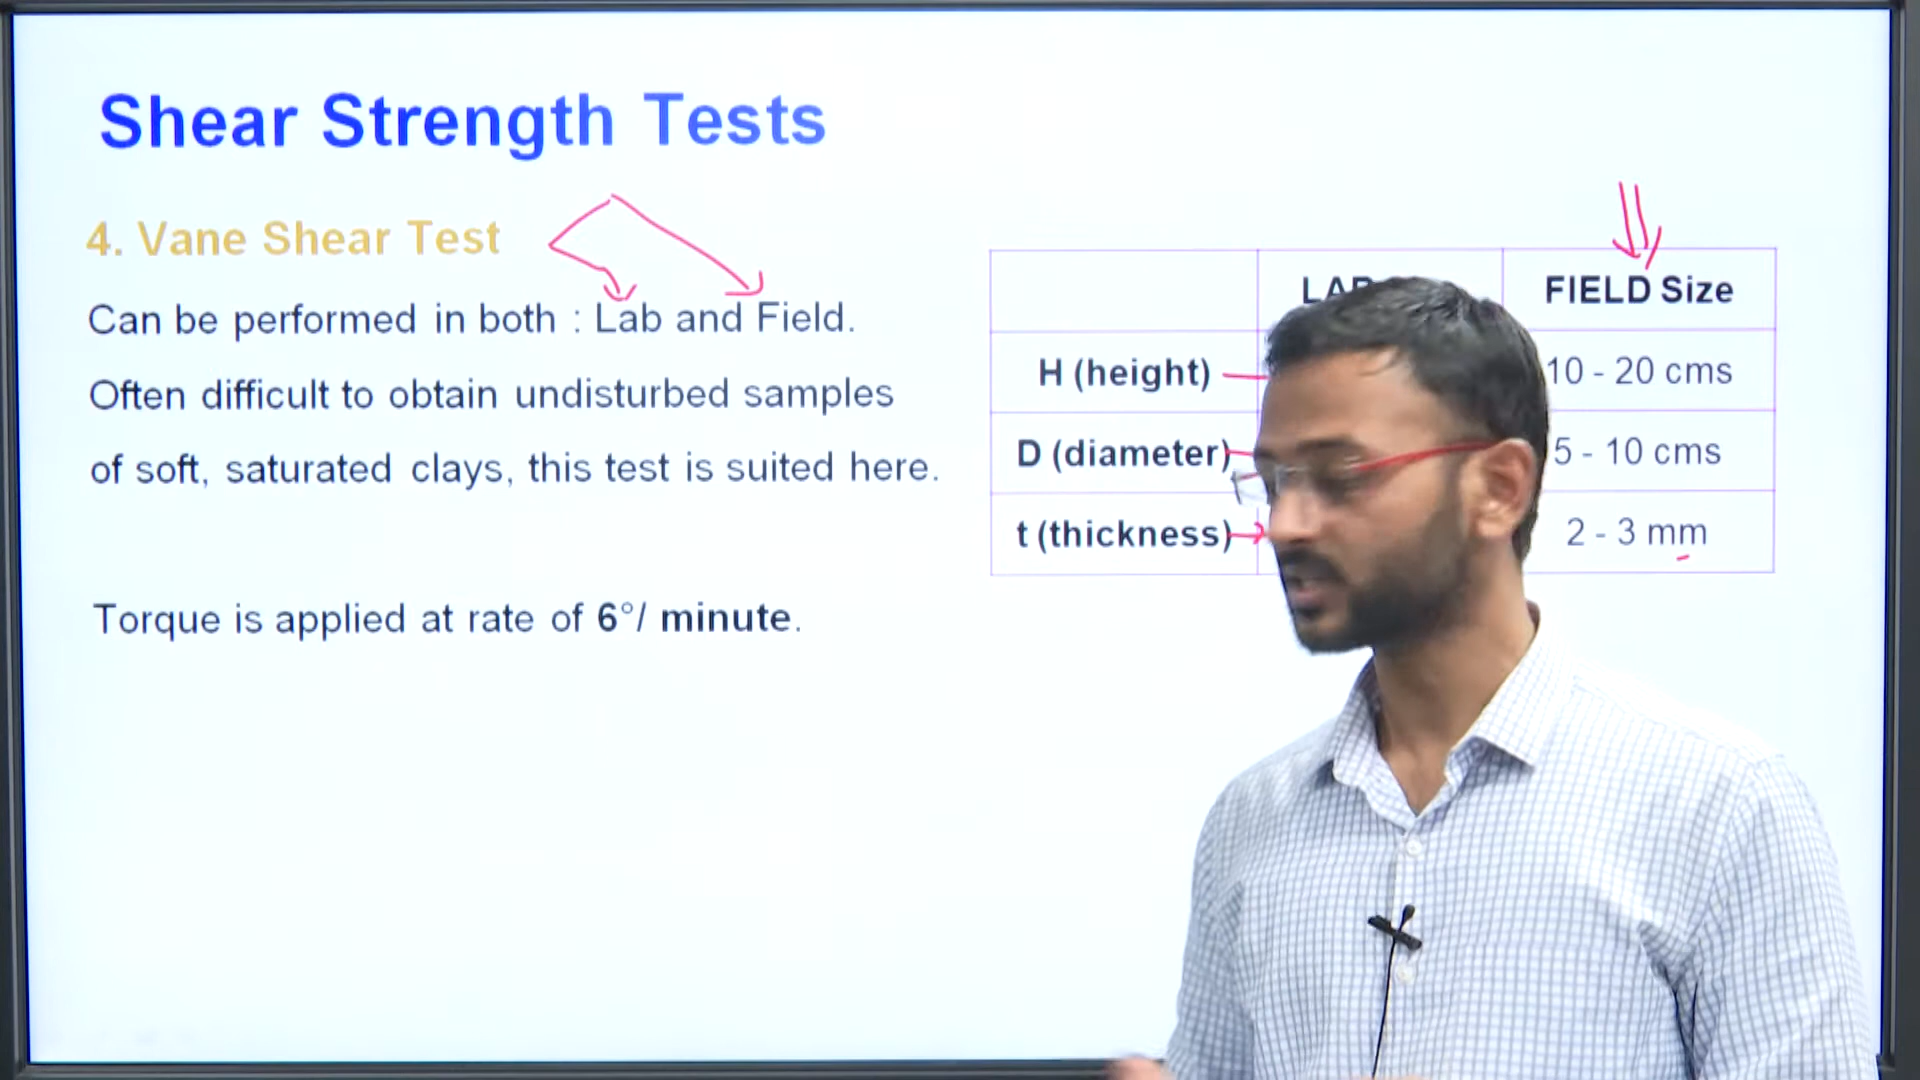 Shear Strength Tests
4. Vane Shear Test
Can be performed in both : Lab and Field.
Often difficult to obtain undisturbed samples
of soft, saturated clays, this test is suited here.
Torque is applied at rate of 6°/ minute.
FIELD Size
H (height) 10 - 20 cms
D (diameter) 5 - 10 cms
t (thickness) 2 - 3 mm